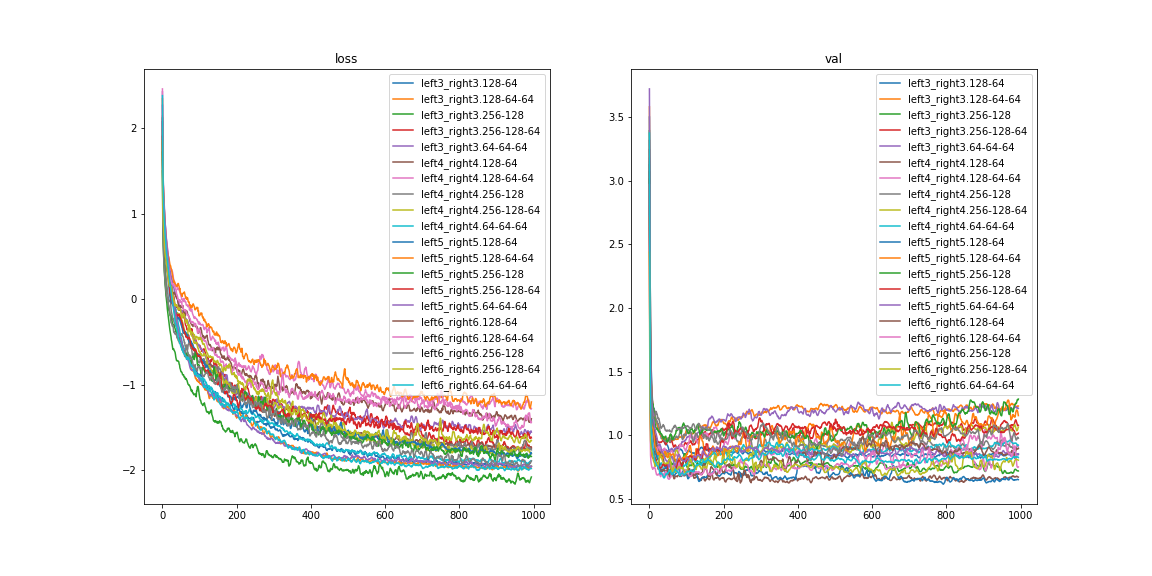 loss
2
1
0
−1
−2
0
200
400
600
800
1000
left3_right3.128-64
left3_right3.128-64-64
left3_right3.256-128
left3_right3.256-128-64
left3_right3.64-64-64
left4_right4.128-64
left4_right4.128-64-64
left4_right4.256-128
left4_right4.256-128-64
left4_right4.64-64-64
left5_right5.128-64
left5_right5.128-64-64
left5_right5.256-128
left5_right5.256-128-64
left5_right5.64-64-64
left6_right6.128-64
left6_right6.128-64-64
left6_right6.256-128
left6_right6.256-128-64
left6_right6.64-64-64
val
3.5
3.0
2.5
2.0
1.5
1.0
0.5
0
200
400
600
800
1000
left3_right3.128-64
left3_right3.128-64-64
left3_right3.256-128
left3_right3.256-128-64
left3_right3.64-64-64
left4_right4.128-64
left4_right4.128-64-64
left4_right4.256-128
left4_right4.256-128-64
left4_right4.64-64-64
left5_right5.128-64
left5_right5.128-64-64
left5_right5.256-128
left5_right5.256-128-64
left5_right5.64-64-64
left6_right6.128-64
left6_right6.128-64-64
left6_right6.256-128
left6_right6.256-128-64
left6_right6.64-64-64